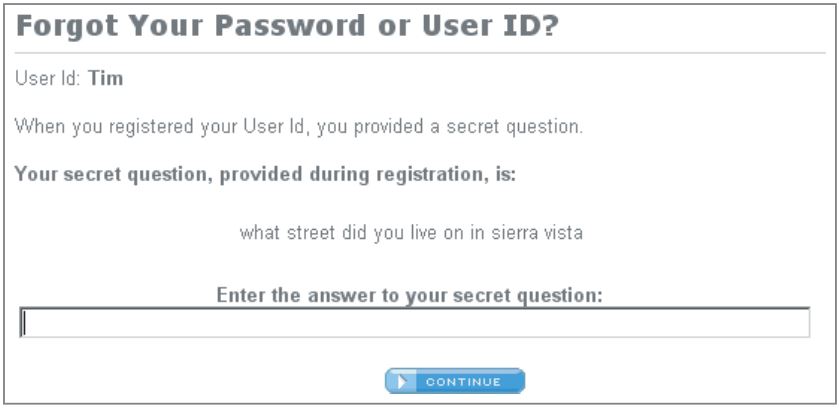 Forgot Your Password or User ID?
User Id: Tim
When you registered your User Id, you provided a secret question.
Your secret question, provided during registration, is:
what street did you live on in sierra vista
Enter the answer to your secret question:
CONTINUE